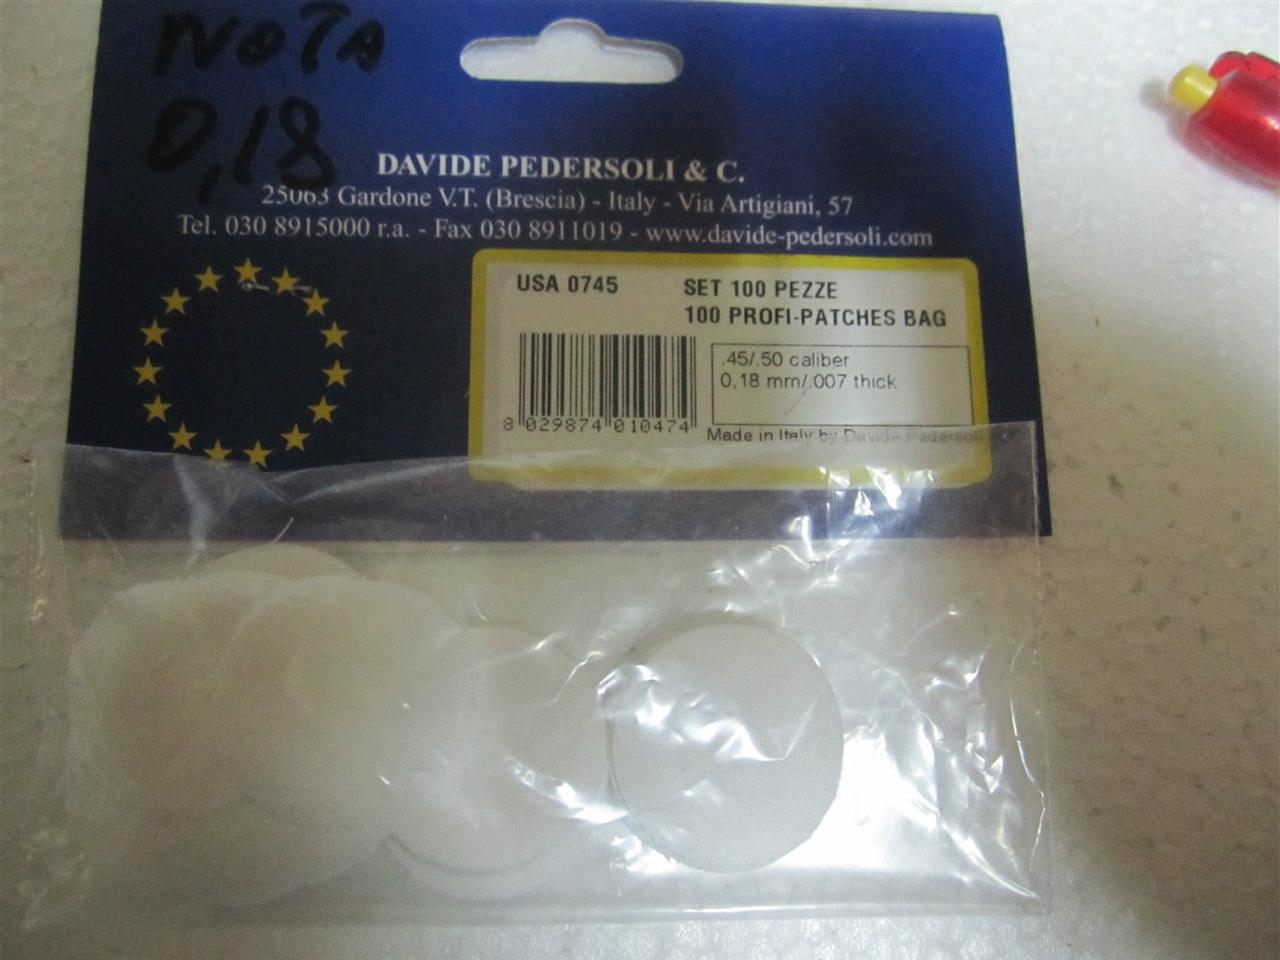 NOTA
0,18
DAVIDE PEDERSOLI & C.
25063 Gardone V.T. (Brescia) - Italy - Via Artigiani, 57
Tel. 030 8915000 r.a. - Fax 030 8911019 - www.davide-pedersoli.com
USA 0745 SET 100 PEZZE
100 PROFI-PATCHES BAG
.45/.50 caliber
0,18 mm/.007 thick
8 029874 010474
Made in Italy by Davide Pedersoli